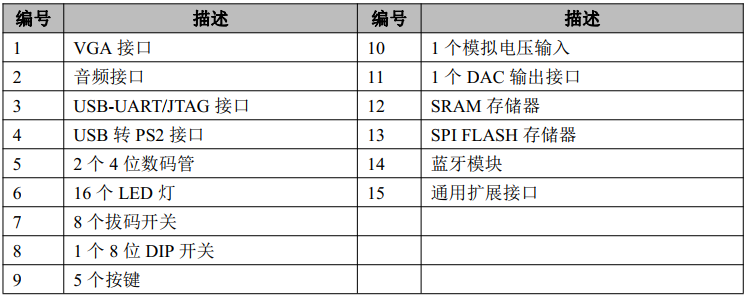 编号 描述 编号 描述
1 VGA 接口 10 1 个模拟电压输入
2 音频接口 11 1 个 DAC 输出接口
3 USB-UART/JTAG 接口 12 SRAM 存储器
4 USB 转 PS2 接口 13 SPI FLASH 存储器
5 2 个 4 位数码管 14 蓝牙模块
6 16 个 LED 灯 15 通用扩展接口
7 8 个拔码开关
8 1 个 8 位 DIP 开关
9 5 个按键